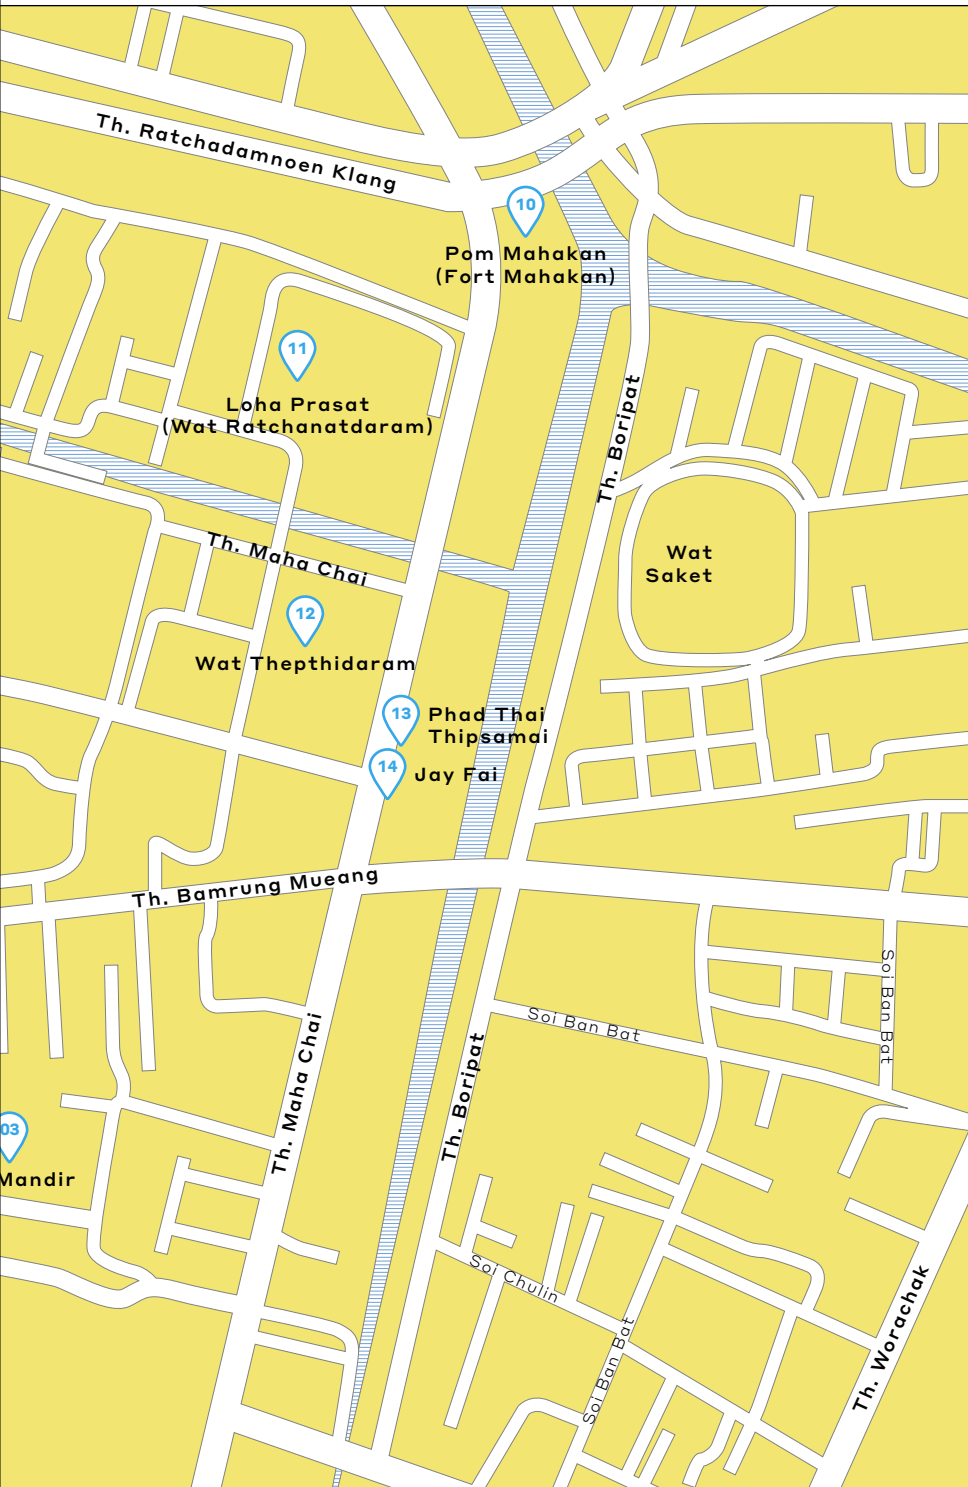 Th. Ratchadamnoen Klang
10
Pom Mahakan
(Fort Mahakan)
11
Loha Prasat
(Wat Ratchanatdaram)
Th. Boripat
Th. Maha Chai
Wat
Saket
12
Wat Thepthidaram
13
Phad Thai
Thipsamai
14
Jay Fai
Th. Bamrung Mueang
Soi Ban Bat
Soi Ban Bat
Th. Maha Chai
Th. Boripat
03
Mandir
Soi Chulin
Soi Ban Bat
Th. Worachak